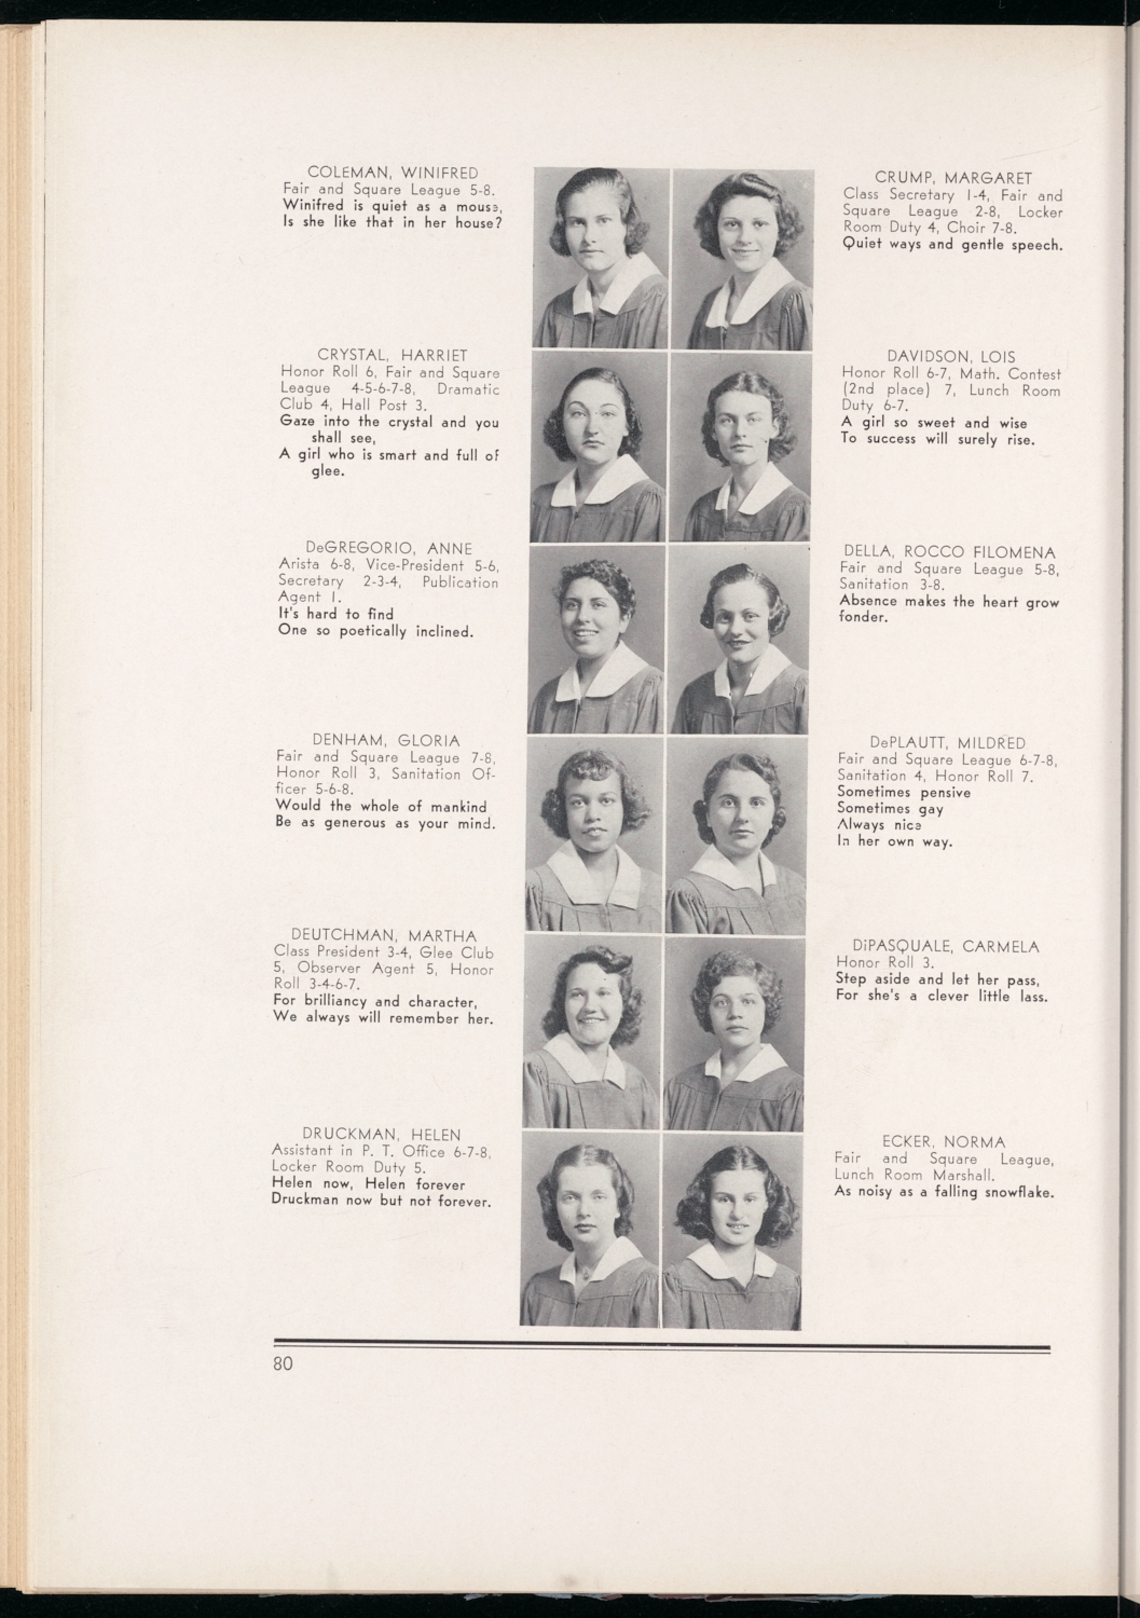 COLEMAN, WINIFRED
Fair and Square League 5-8.
Winifred is quiet as a mouse,
Is she like that in her house?
CRUMP, MARGARET
Class Secretary 1-4, Fair and
Square League 2-8, Locker
Room Duty 4, Choir 7-8.
Quiet ways and gentle speech.
CRYSTAL, HARRIET
Honor Roll 6, Fair and Square
League 4-5-6-7-8, Dramatic
Club 4, Hall Post 3.
Gaze into the crystal and you
shall see,
A girl who is smart and full of
glee.
DAVIDSON, LOIS
Honor Roll 6-7, Math. Contest
(2nd place) 7, Lunch Room
Duty 6-7.
A girl so sweet and wise
To success will surely rise.
DeGREGORIO, ANNE
Arista 6-8, Vice-President 5-6,
Secretary 2-3-4, Publication
Agent 1.
It's hard to find
One so poetically inclined.
DELLA, ROCCO FILOMENA
Fair and Square League 5-8,
Sanitation 3-8.
Absence makes the heart grow
fonder.
DENHAM, GLORIA
Fair and Square League 7-8,
Honor Roll 3, Sanitation Of-
ficer 5-6-8.
Would the whole of mankind
Be as generous as your mind.
DePLAUTT, MILDRED
Fair and Square League 6-7-8,
Sanitation 4, Honor Roll 7.
Sometimes pensive
Sometimes gay
Always nice
In her own way.
DEUTCHMAN, MARTHA
Class President 3-4, Glee Club
5, Observer Agent 5, Honor
Roll 3-4-6-7.
For brilliancy and character,
We always will remember her.
DiPASQUALE, CARMELA
Honor Roll 3.
Step aside and let her pass,
For she's a clever little lass.
DRUCKMAN, HELEN
Assistant in P. T. Office 6-7-8,
Locker Room Duty 5.
Helen now, Helen forever
Druckman now but not forever.
ECKER, NORMA
Fair and Square League,
Lunch Room Marshall.
As noisy as a falling snowflake.
80